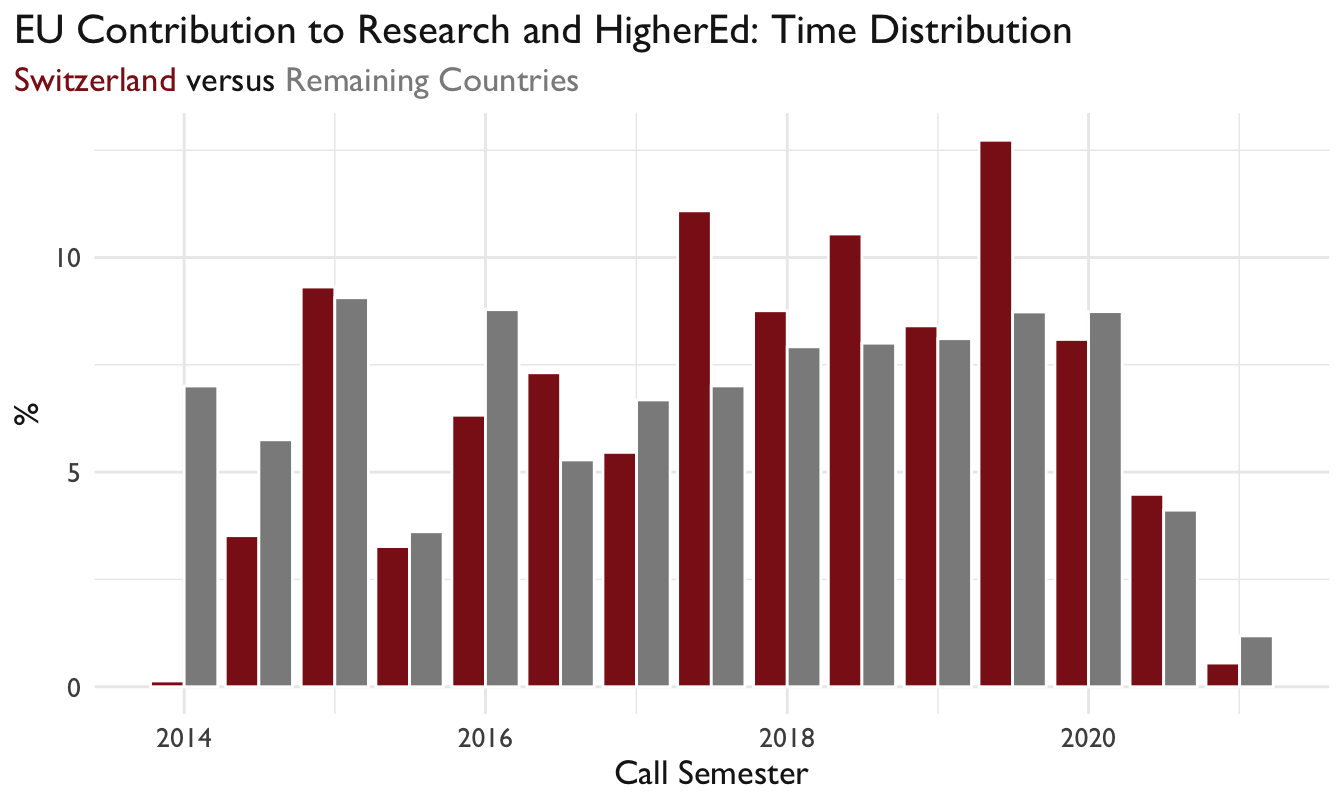 EU Contribution to Research and HigherEd: Time Distribution
Switzerland versus Remaining Countries
%
10
5
0
2014 2016 2018 2020
Call Semester